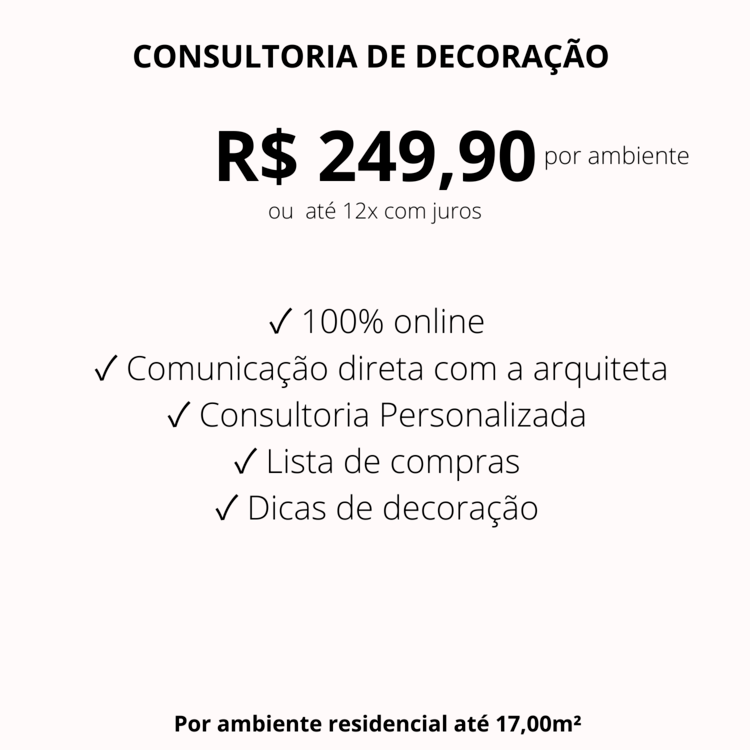 CONSULTORIA DE DECORAÇÃO
R$ 249,90 por ambiente
ou até 12x com juros
✓ 100% online
✓ Comunicação direta com a arquiteta
✓ Consultoria Personalizada
✓ Lista de compras
✓ Dicas de decoração
Por ambiente residencial até 17,00m²